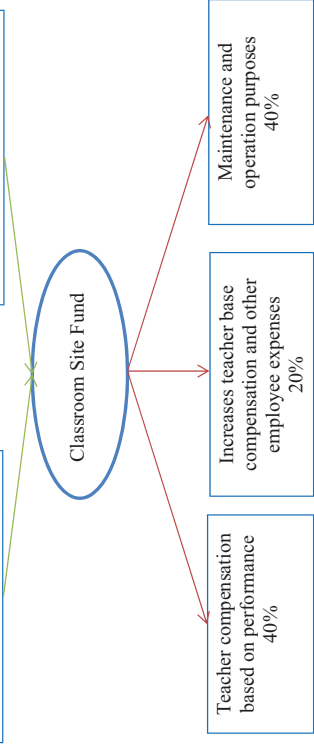 Classroom Site Fund
Teacher compensation
based on performance
40%
Increases teacher base
compensation and other
employee expenses
20%
Maintenance and
operation purposes
40%